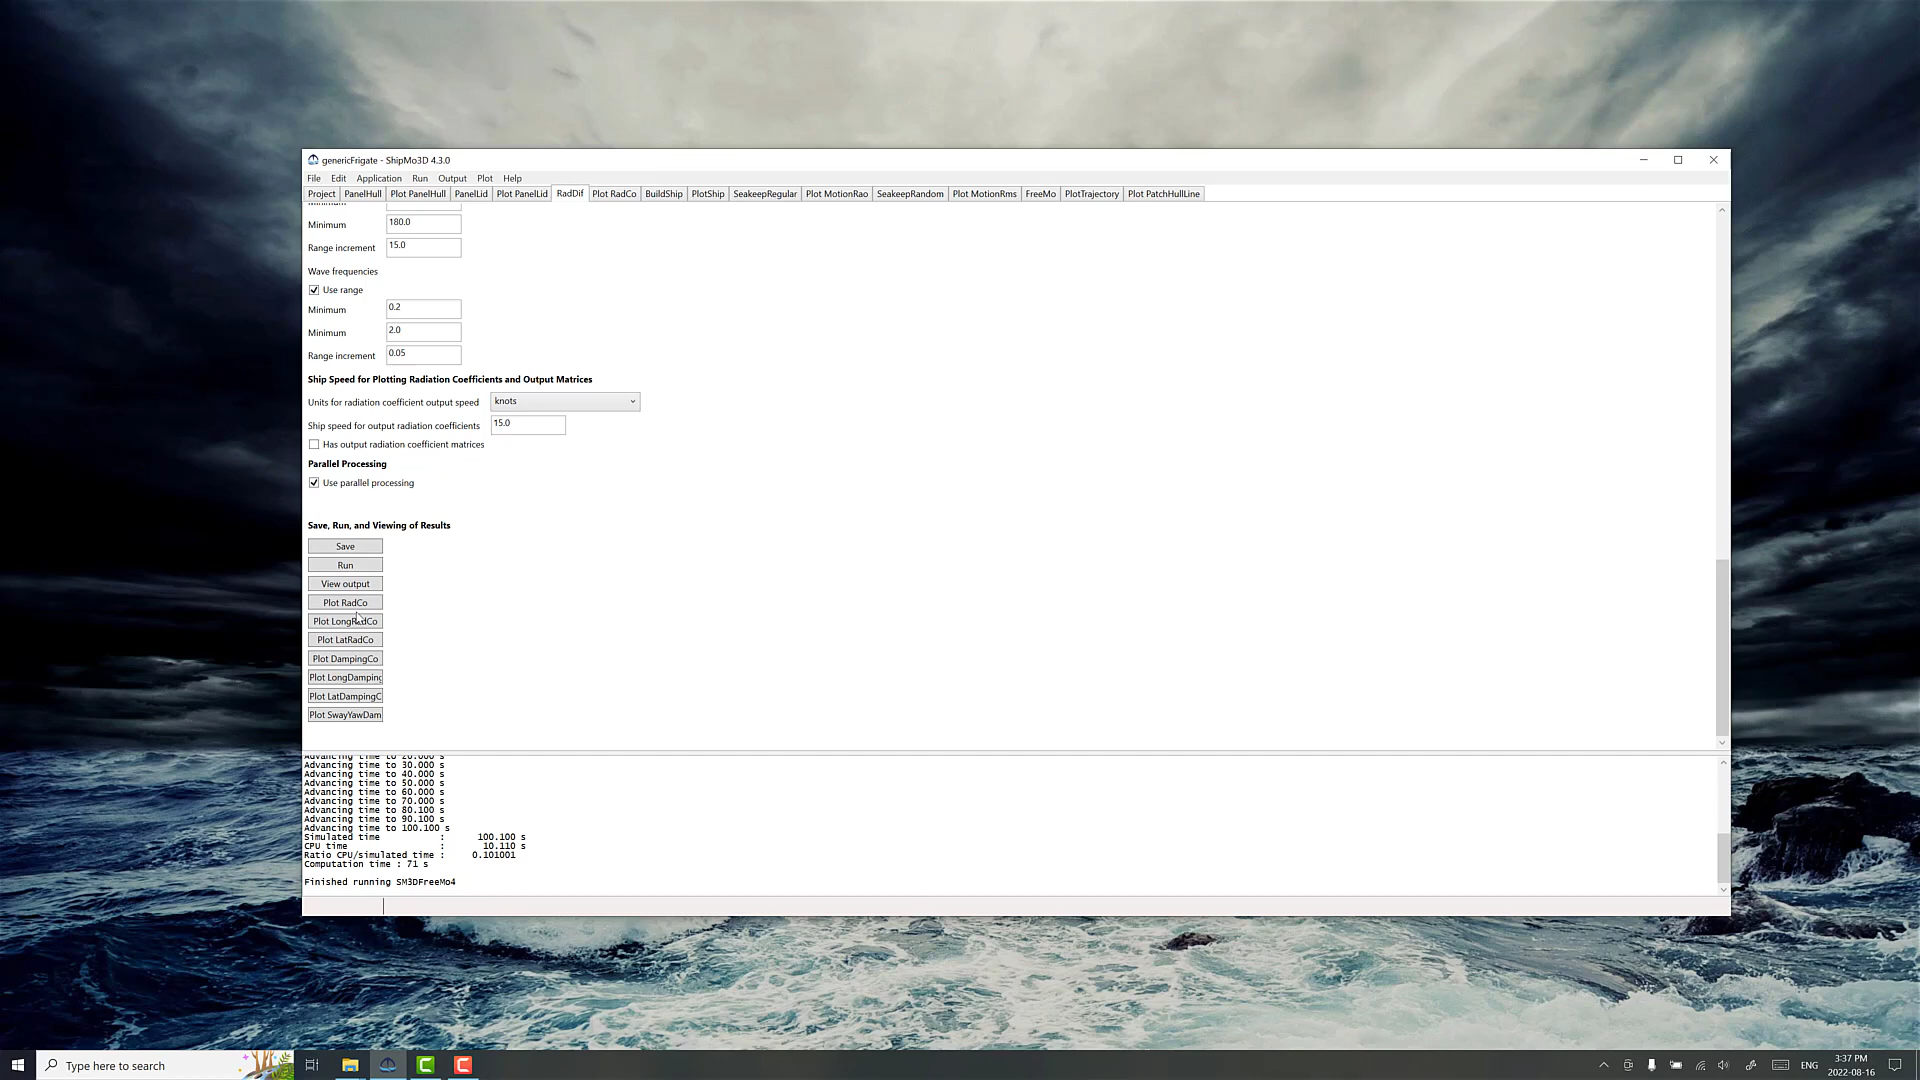 genericFrigate - ShipMo3D 4.3.0
File Edit Application Run Output Plot Help
Project PanelHull Plot PanelHull PanelLid Plot PanelLid RadDif Plot RadCo BuildShip PlotShip SeakeepRegular Plot MotionRao SeakeepRandom Plot MotionRms FreeMo PlotTrajectory Plot PatchHullLine
Minimum
Minimum 180.0
Range increment 15.0
Wave frequencies
Use range
Minimum 0.2
Minimum 2.0
Range increment 0.05
Ship Speed for Plotting Radiation Coefficients and Output Matrices
Units for radiation coefficient output speed knots
Ship speed for output radiation coefficients 15.0
Has output radiation coefficient matrices
Parallel Processing
Use parallel processing
Save, Run, and Viewing of Results
Save
Run
View output
Plot RadCo
Plot LongRadCo
Plot LatRadCo
Plot DampingCo
Plot LongDamping
Plot LatDampingC
Plot SwayYawDam
Advancing time to 20.000 s
Advancing time to 30.000 s
Advancing time to 40.000 s
Advancing time to 50.000 s
Advancing time to 60.000 s
Advancing time to 70.000 s
Advancing time to 80.100 s
Advancing time to 90.100 s
Advancing time to 100.100 s
Simulated time : 100.100 s
CPU time : 10.110 s
Ratio CPU/simulated time : 0.101001
Computation time : 71 s
Finished running SM3DFreeMo4
Type here to search
ENG
3:37 PM
2022-08-16